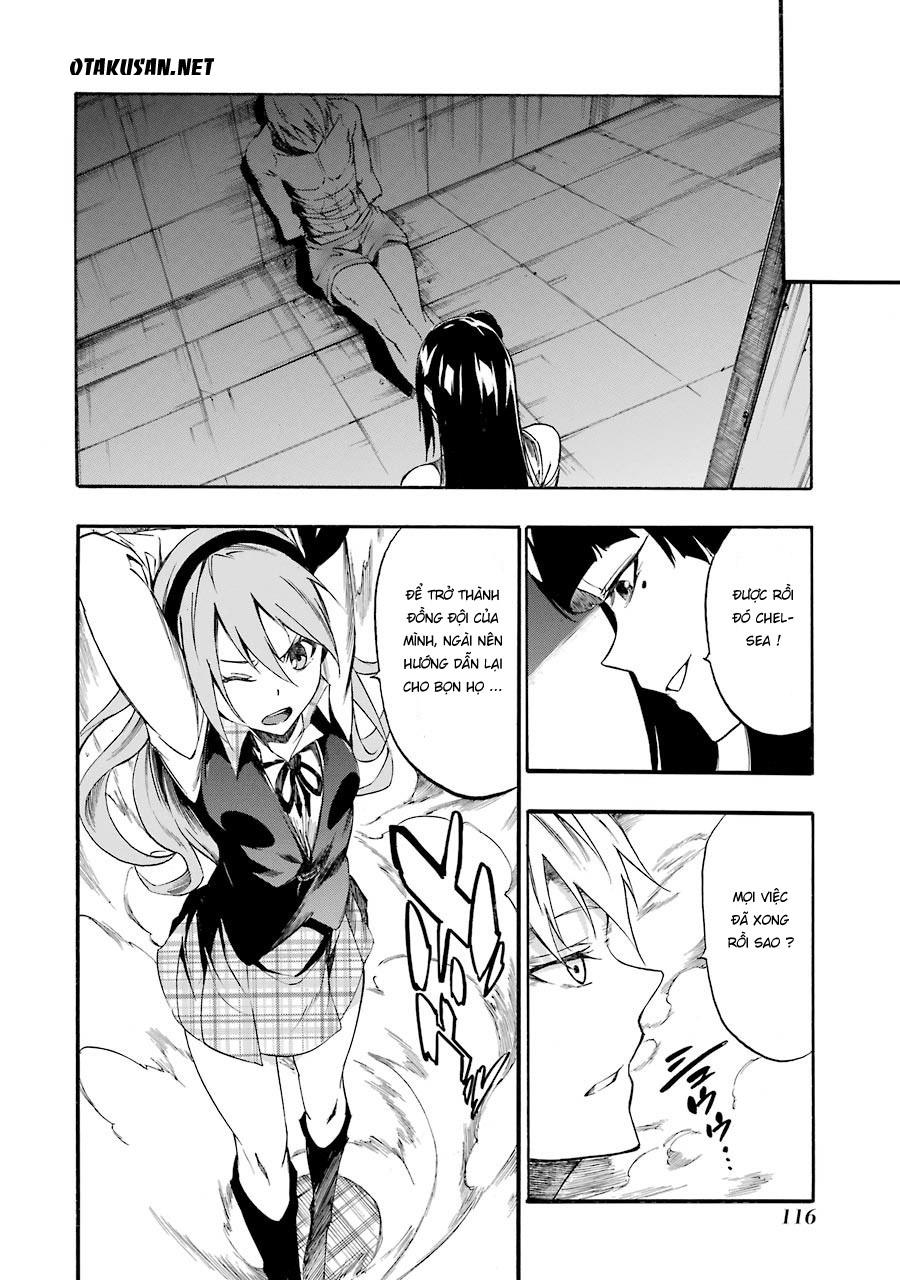 OTAKUSAN.NET
ĐƯỢC RỒI
ĐÓ CHEL-
SEA !
MỌI VIỆC
ĐÃ XONG
RỒI SAO ?
ĐỂ TRỞ THÀNH
ĐỒNG ĐỘI CỦA
MÌNH, NGÀI NÊN
HƯỚNG DẪN LẠI
CHO BỌN HỌ ...
116